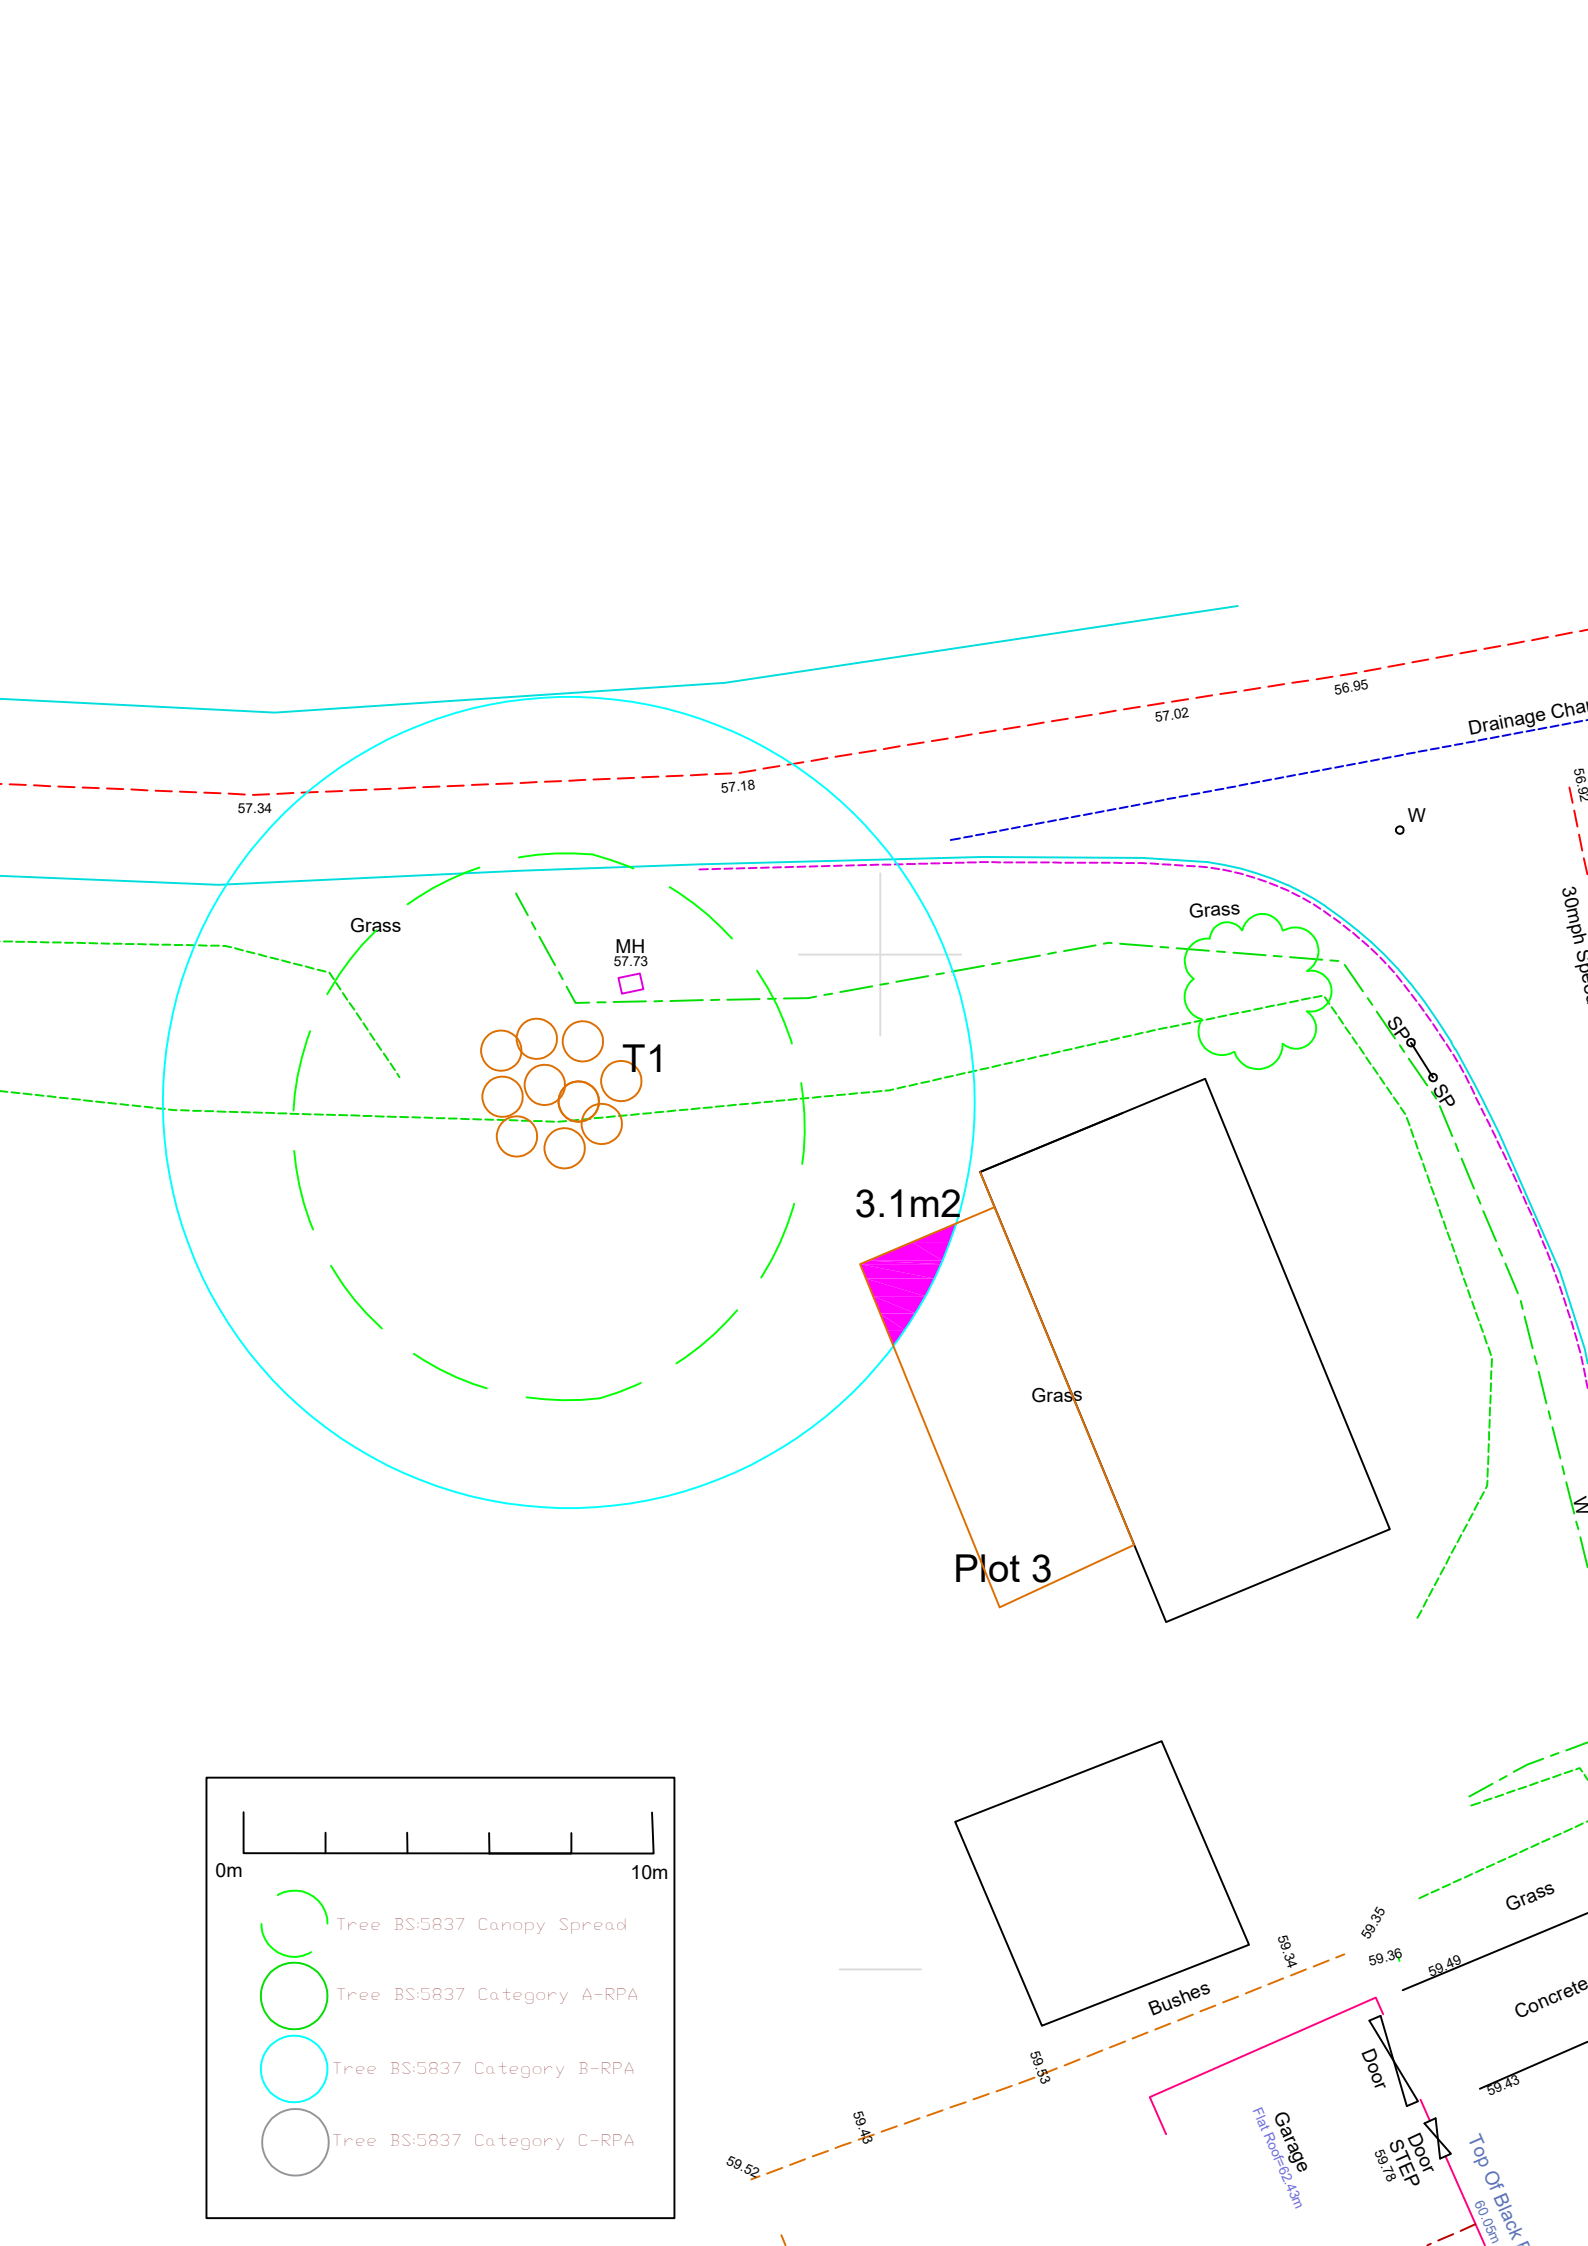 56.95
57.02
Drainage Cha
57.34
57.18
56.92
W
30mph Spee
Grass
Grass
MH
57.73
T1
SP
SP
3.1m2
Grass
W
Plot 3
0m
10m
Tree BS:5837 Canopy Spread
Tree BS:5837 Category A-RPA
Tree BS:5837 Category B-RPA
Tree BS:5837 Category C-RPA
Grass
59.35
59.34
59.36
59.49
Bushes
Concrete
59.53
Door
59.43
59.43
59.52
Garage
Flat Roof=62.43m
Door
STEP
59.78
Top Of Black
60.05m